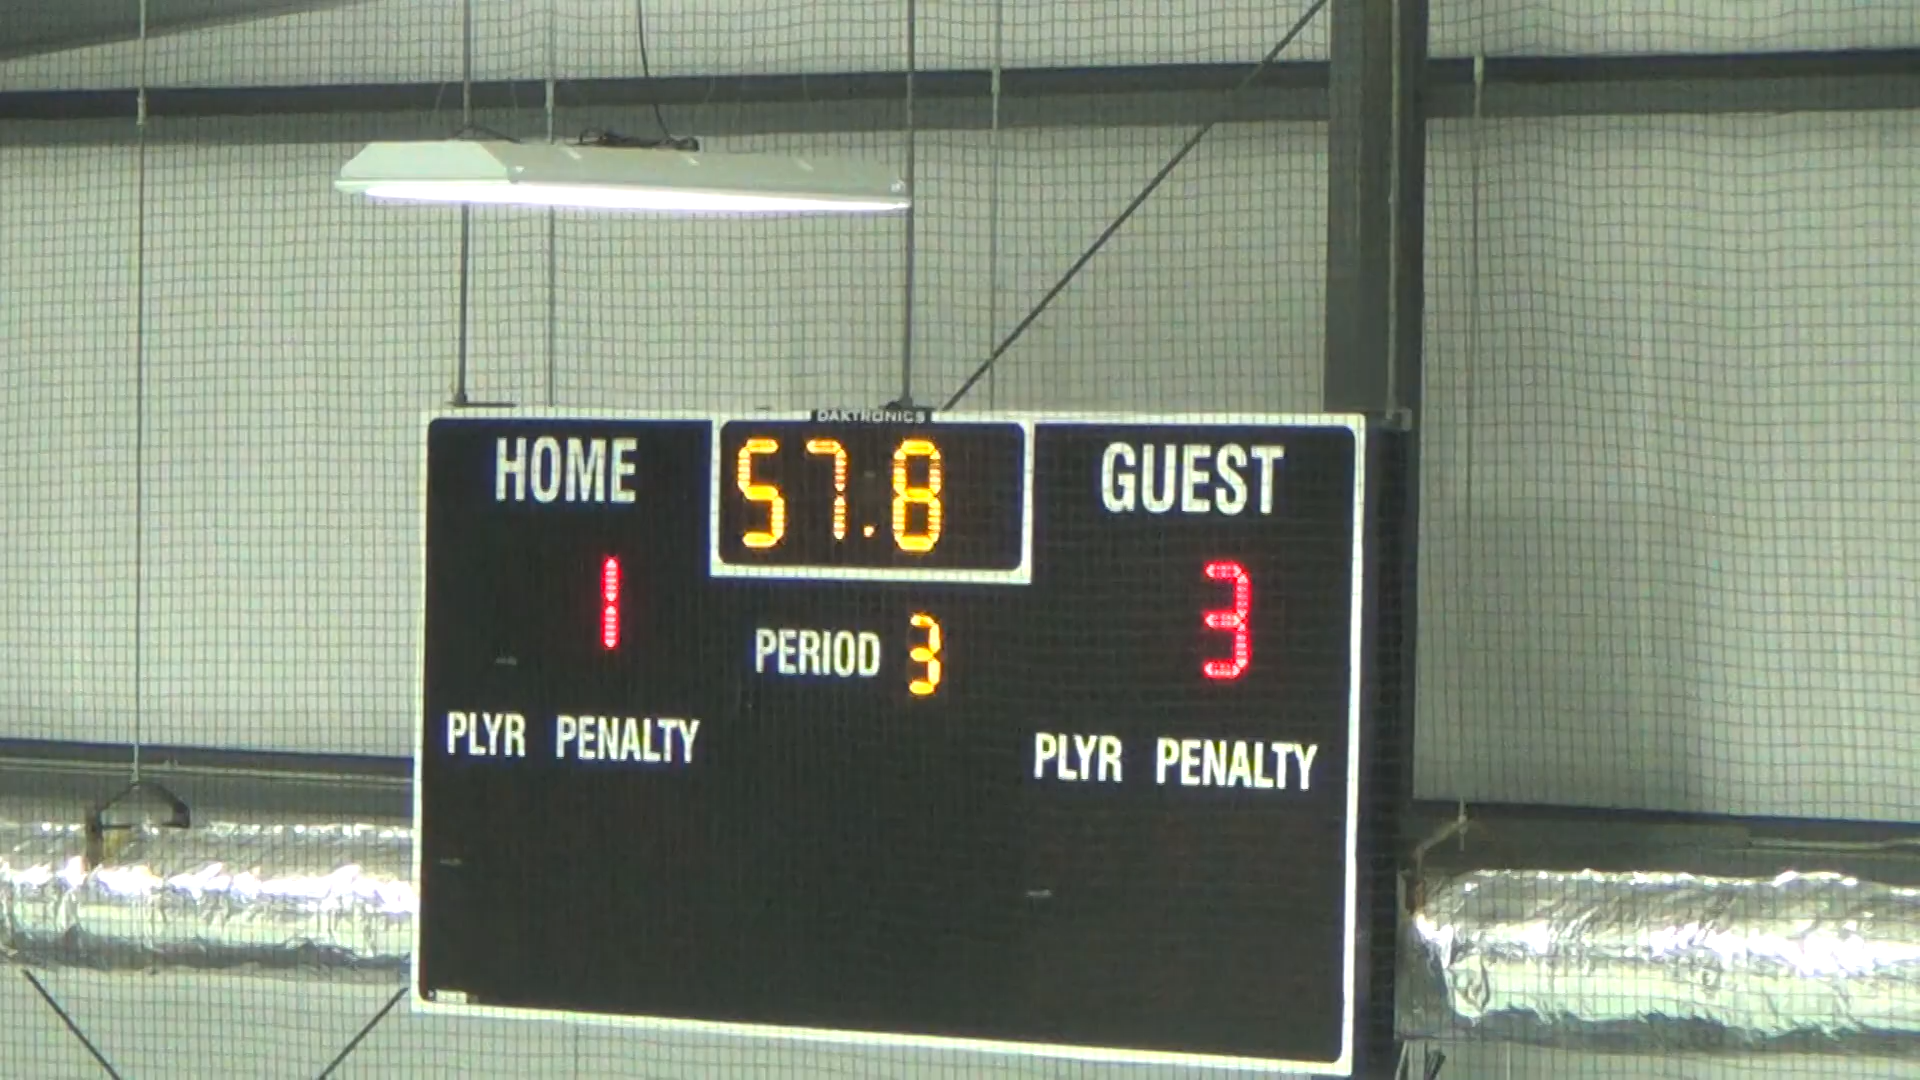 DAKTRONICS
HOME 57.8 GUEST
1 3
PERIOD 3
PLYR PENALTY PLYR PENALTY